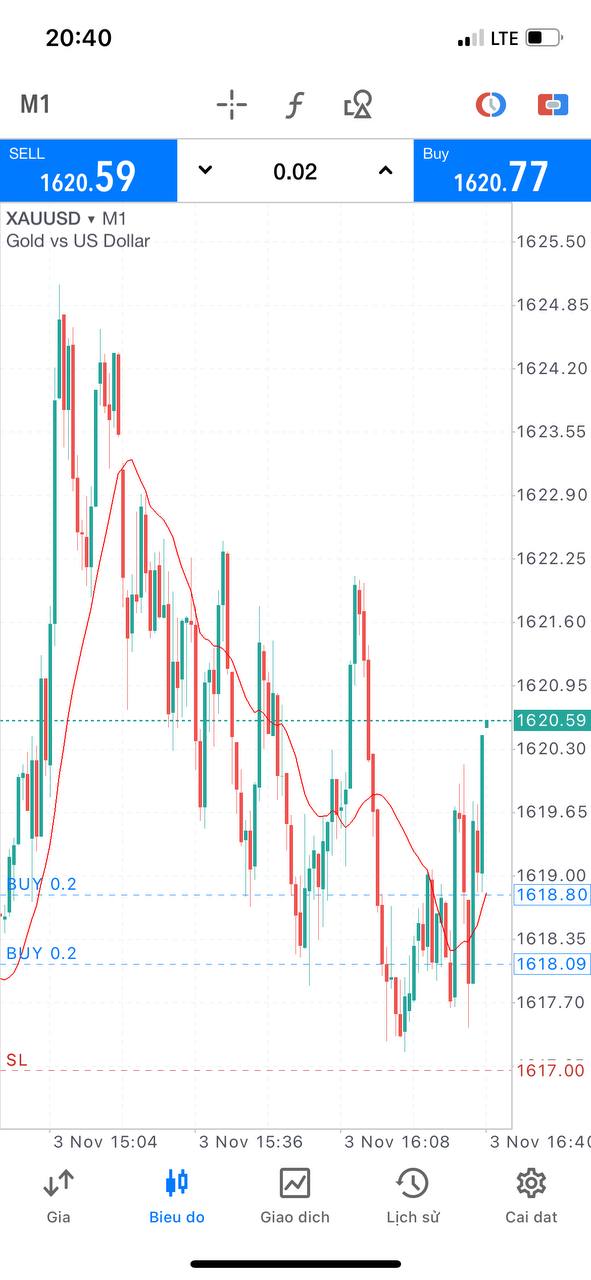 20:40
LTE
M1
SELL
1620.59
0.02
Buy
1620.77
XAUUSD ▾ M1
Gold vs US Dollar
1625.50
1624.85
1624.20
1623.55
1622.90
1622.25
1621.60
1620.95
1620.59
1620.30
1619.65
1619.00
BUY 0.2
1618.80
1618.35
BUY 0.2
1618.09
1617.70
SL
1617.00
3 Nov 15:04
3 Nov 15:36
3 Nov 16:08
3 Nov 16:40
Gia
Bieu do
Giao dich
Lịch sử
Cai dat